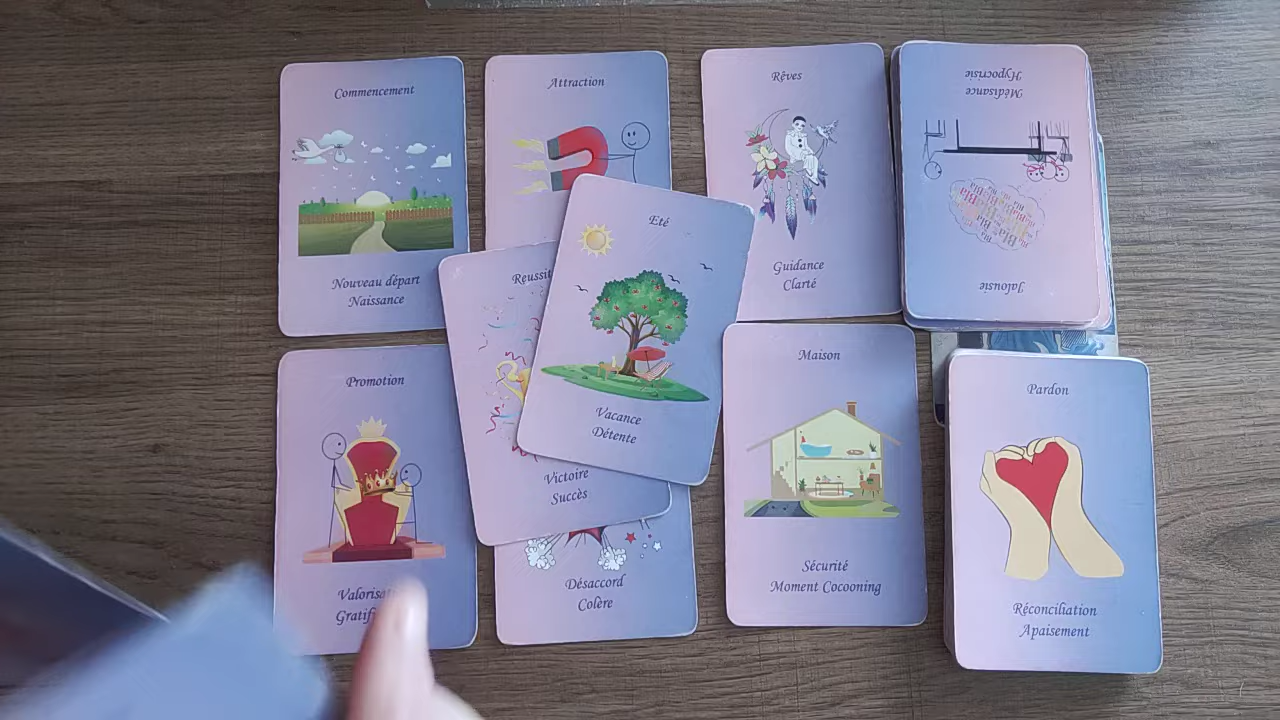 Commencement
Nouveau départ
Naissance
Attraction
Rêves
Guidance
Clarté
Médisance
Hypocrisie
Jalousie
Eté
Vacance
Détente
Victoire
Succès
Promotion
Désaccord
Colère
Maison
Sécurité
Moment Cocooning
Pardon
Réconciliation
Apaisement